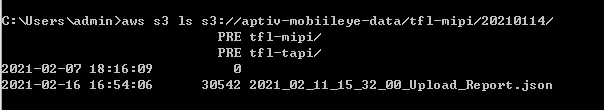 C:\Users\admin>aws s3 ls s3://aptiv-mobiileye-data/tfl-mipi/20210114/
PRE tfl-mipi/
PRE tfl-tapi/
2021-02-07 18:16:09 0
2021-02-16 16:54:06 30542 2021_02_11_15_32_00_Upload_Report.json